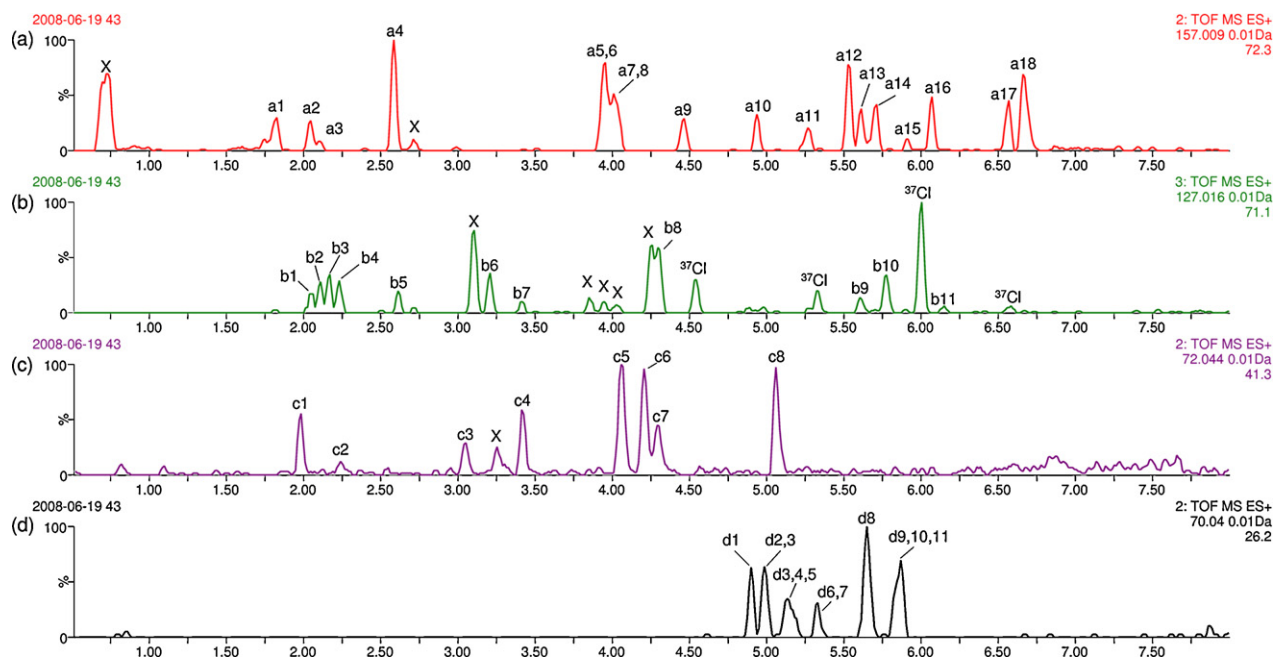 (a)
2008-06-19 43
2: TOF MS ES+
157.009 0.01Da
72.3
100
%
0
X a1 a2 a3 a4 X a5,6 a7,8 a9 a10 a11 a12 a13 a14 a15 a16 a17 a18
1.00 1.50 2.00 2.50 3.00 3.50 4.00 4.50 5.00 5.50 6.00 6.50 7.00 7.50
(b)
2008-06-19 43
3: TOF MS ES+
127.016 0.01Da
71.1
100
%
0
b1 b2 b3 b4 b5 X b6 b7 X X X X b8 ³⁷Cl ³⁷Cl b9 b10 ³⁷Cl b11 ³⁷Cl
1.00 1.50 2.00 2.50 3.00 3.50 4.00 4.50 5.00 5.50 6.00 6.50 7.00 7.50
(c)
2008-06-19 43
2: TOF MS ES+
72.044 0.01Da
41.3
100
%
0
c1 c2 c3 X c4 c5 c6 c7 c8
1.00 1.50 2.00 2.50 3.00 3.50 4.00 4.50 5.00 5.50 6.00 6.50 7.00 7.50
(d)
2008-06-19 43
2: TOF MS ES+
70.04 0.01Da
26.2
100
%
0
d1 d2,3 d3,4,5 d6,7 d8 d9,10,11
1.00 1.50 2.00 2.50 3.00 3.50 4.00 4.50 5.00 5.50 6.00 6.50 7.00 7.50